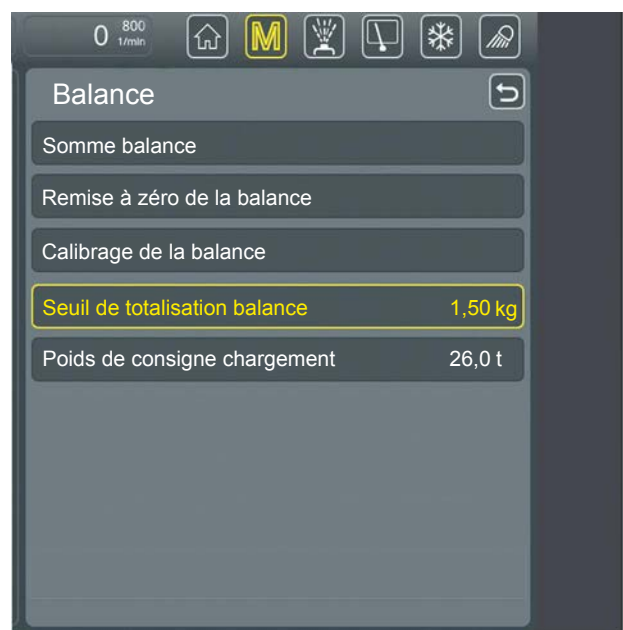 0 800
1/min
M
Balance
Somme balance
Remise à zéro de la balance
Calibrage de la balance
Seuil de totalisation balance 1,50 kg
Poids de consigne chargement 26,0 t